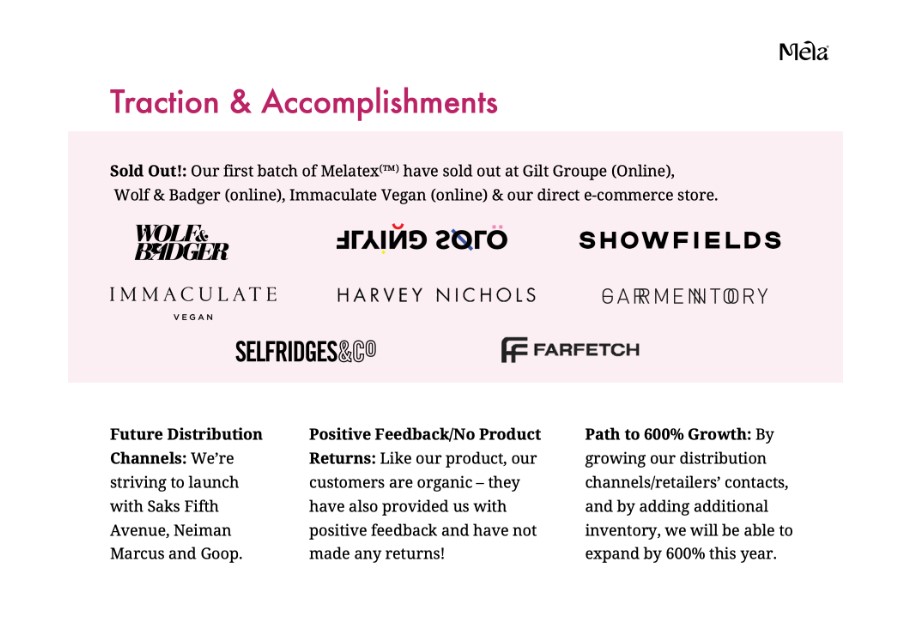 Mela
Traction & Accomplishments
Sold Out!: Our first batch of Melatex(TM) have sold out at Gilt Groupe (Online),
Wolf & Badger (online), Immaculate Vegan (online) & our direct e-commerce store.
WOLF&
BADGER
FLYING SOLO
SHOWFIELDS
IMMACULATE
VEGAN
HARVEY NICHOLS
GARMENTORY
SELFRIDGES&CO
FARFETCH
Future Distribution
Channels: We’re
striving to launch
with Saks Fifth
Avenue, Neiman
Marcus and Goop.
Positive Feedback/No Product
Returns: Like our product, our
customers are organic – they
have also provided us with
positive feedback and have not
made any returns!
Path to 600% Growth: By
growing our distribution
channels/retailers’ contacts,
and by adding additional
inventory, we will be able to
expand by 600% this year.